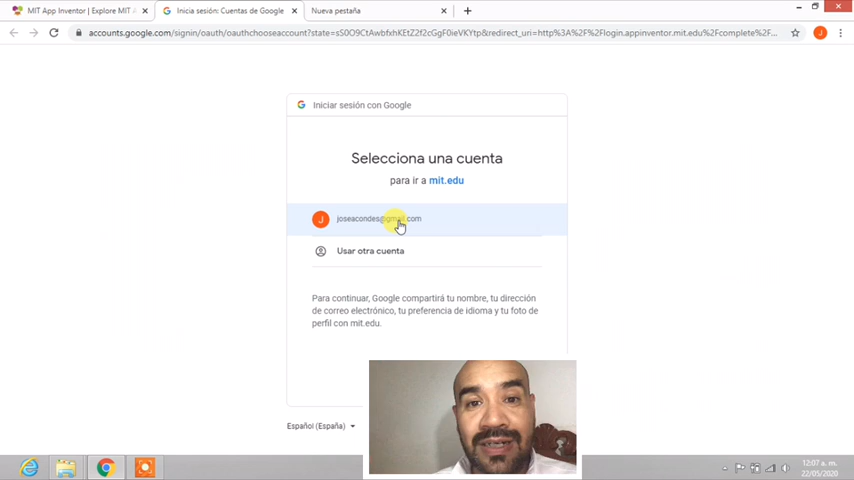 MIT App Inventor | Explore MIT A
Inicia sesión: Cuentas de Google
Nueva pestaña
accounts.google.com/signin/oauth/oauthchooseaccount?state=sS0O9CtAwbfxhKEtZ2f2cGgF0ieVKYtp&redirect_uri=http%3A%2F%2Flogin.appinventor.mit.edu%2Fcomplete%2F...
J
Iniciar sesión con Google
Selecciona una cuenta
para ir a mit.edu
J joseacondes@gmail.com
Usar otra cuenta
Para continuar, Google compartirá tu nombre, tu dirección
de correo electrónico, tu preferencia de idioma y tu foto de
perfil con mit.edu.
Español (España)
12:07 a. m.
22/05/2020